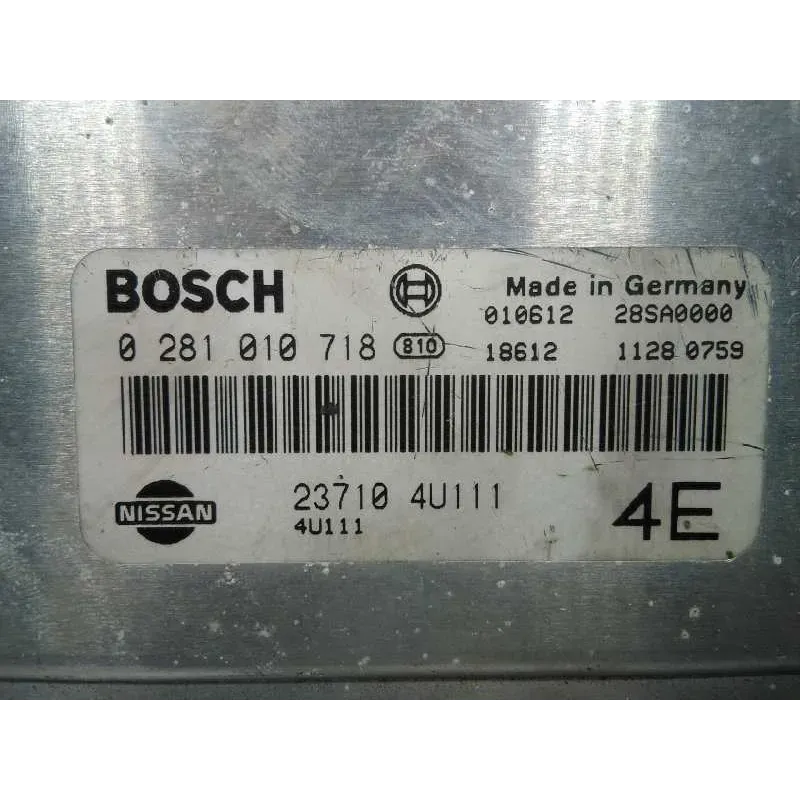 BOSCH Made in Germany
010612 28SA0000
0 281 010 718 810 18612 1128 0759
NISSAN 23710 4U111 4E
4U111